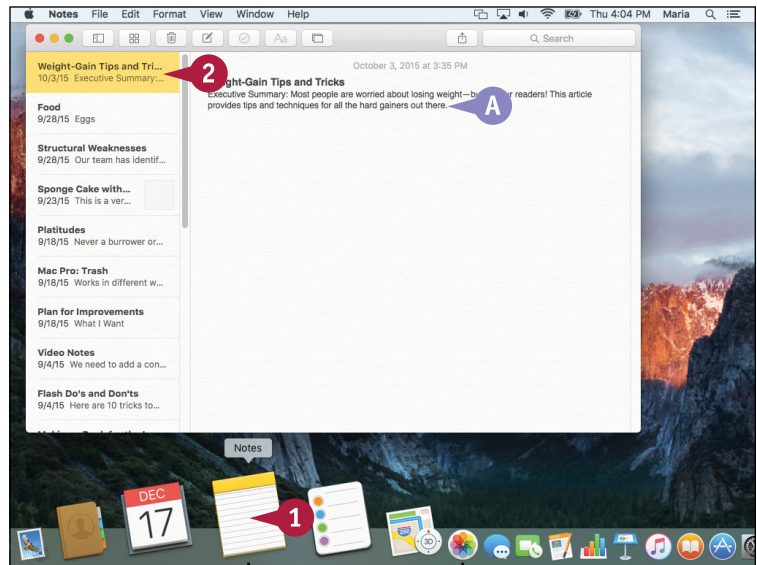 Notes File Edit Format View Window Help Thu 4:04 PM Maria
Aa Search
Weight-Gain Tips and Tri...
10/3/15 Executive Summary:...
2
Food
9/28/15 Eggs
Structural Weaknesses
9/28/15 Our team has identif...
Sponge Cake with...
9/23/15 This is a ver...
Platitudes
9/18/15 Never a burrower or...
Mac Pro: Trash
9/18/15 Works in different w...
Plan for Improvements
9/18/15 What I Want
Video Notes
9/4/15 We need to add a con...
Flash Do's and Don'ts
9/4/15 Here are 10 tricks to...
October 3, 2015 at 3:35 PM
ght-Gain Tips and Tricks
Executive Summary: Most people are worried about losing weight—bu r readers! This article
provides tips and techniques for all the hard gainers out there.
A
Notes
DEC
17
1
280
3D